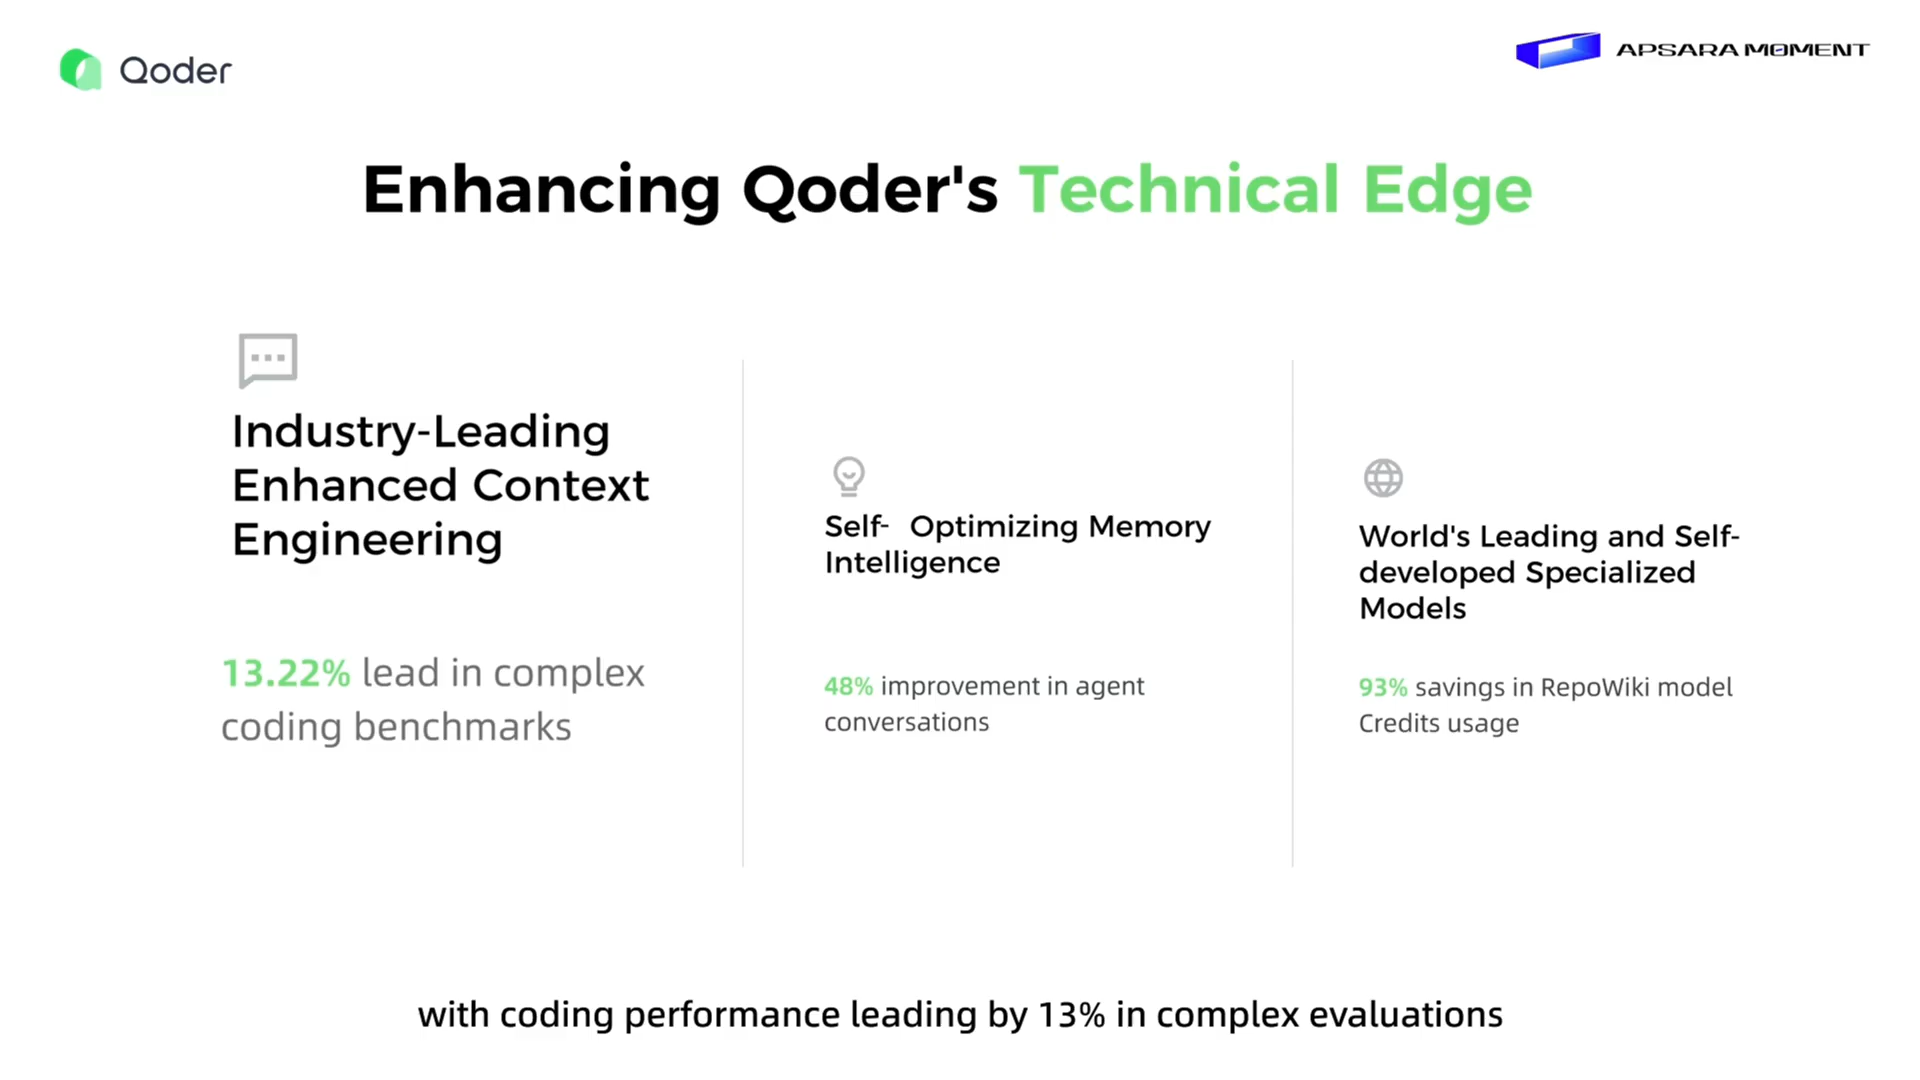 Qoder
APSARA MOMENT
Enhancing Qoder's Technical Edge
Industry-Leading
Enhanced Context
Engineering
13.22% lead in complex
coding benchmarks
Self- Optimizing Memory
Intelligence
48% improvement in agent
conversations
World's Leading and Self-
developed Specialized
Models
93% savings in RepoWiki model
Credits usage
with coding performance leading by 13% in complex evaluations